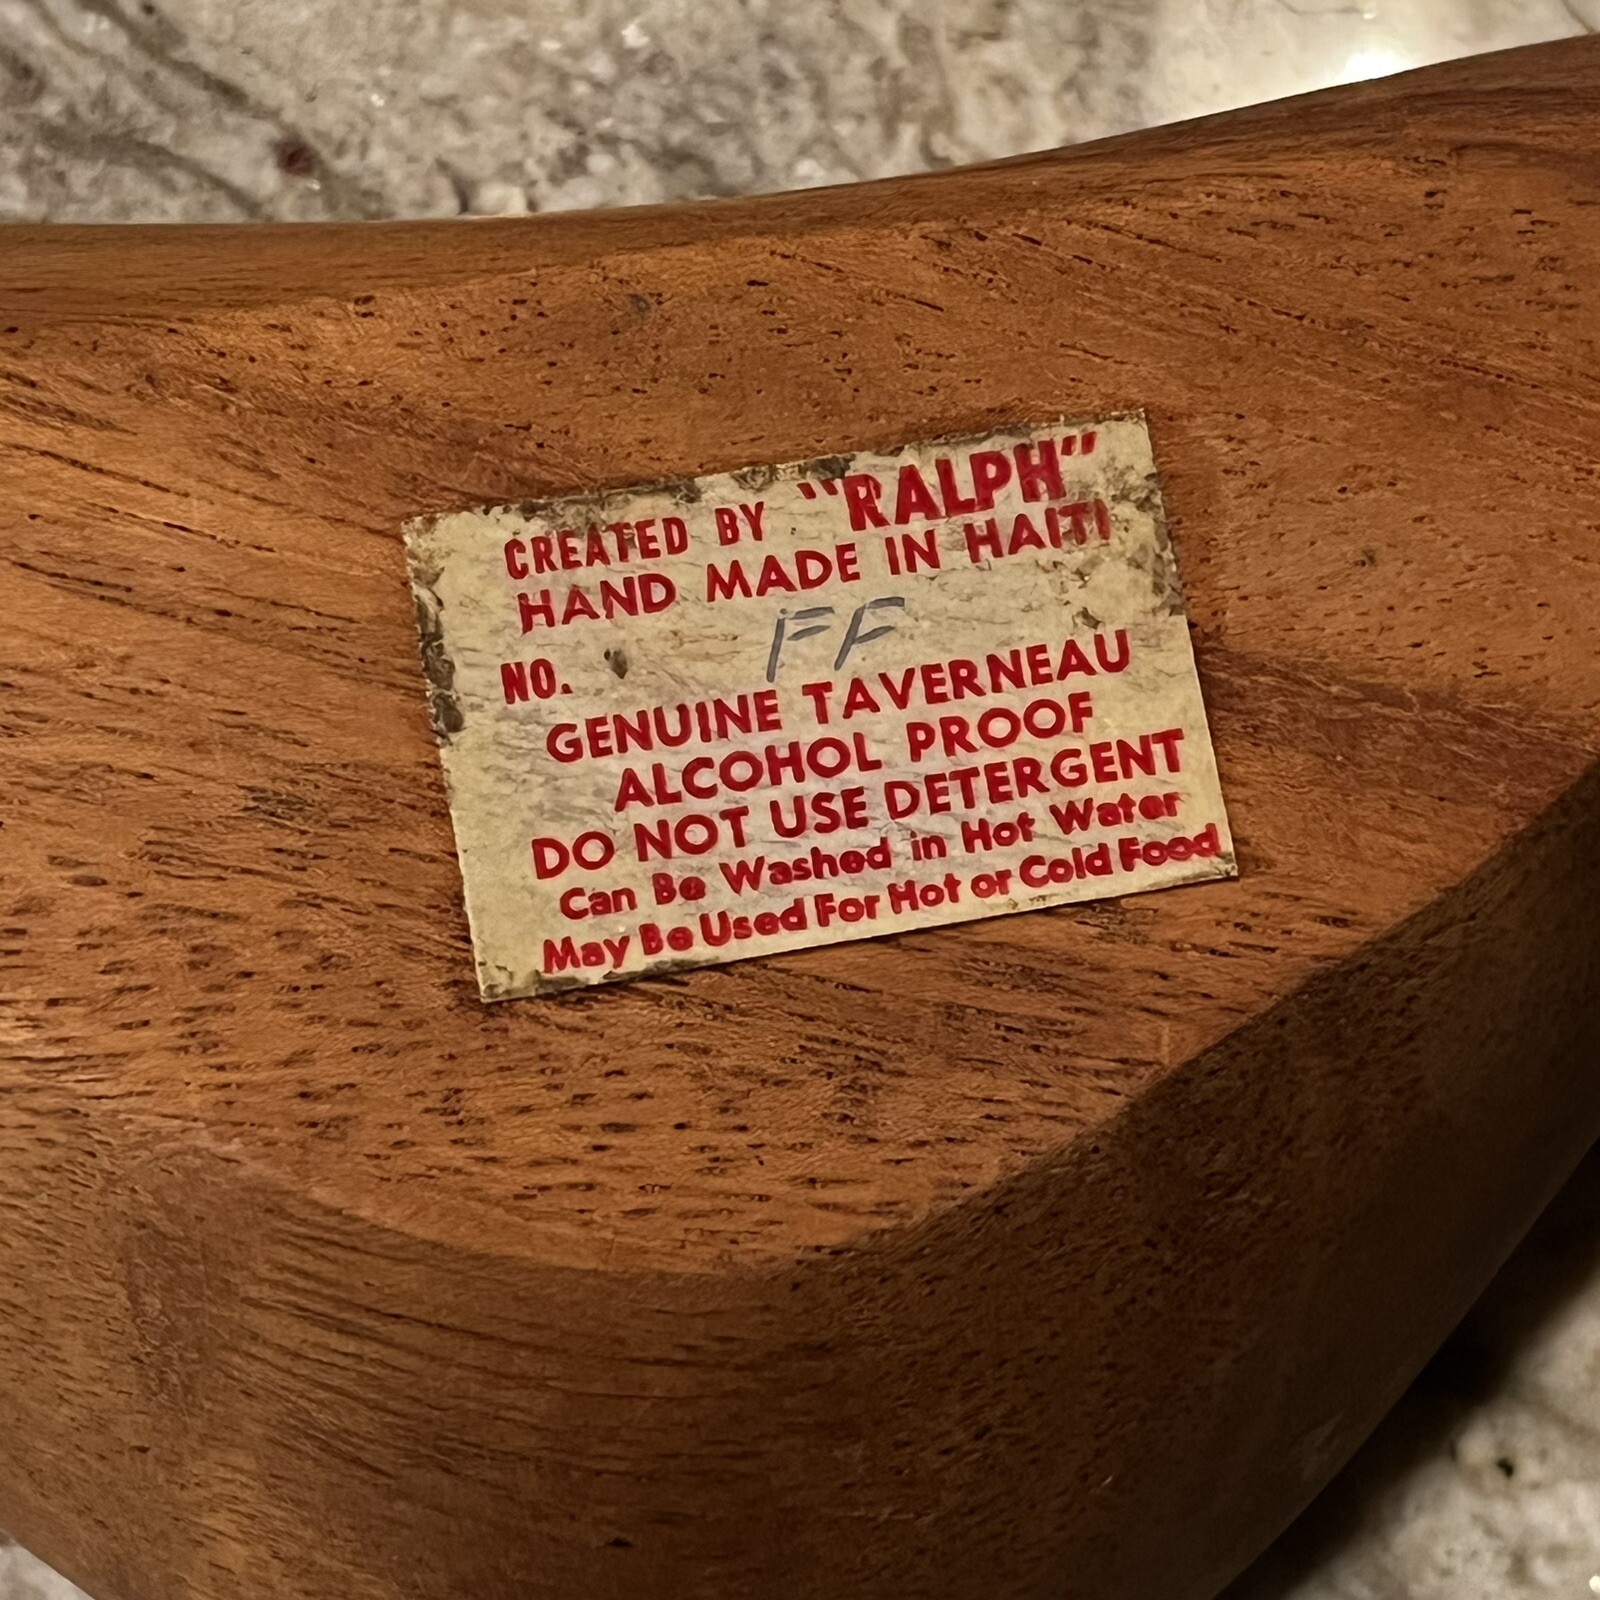 CREATED BY "RALPH"
HAND MADE IN HAITI
NO. FF
GENUINE TAVERNEAU
ALCOHOL PROOF
DO NOT USE DETERGENT
Can Be Washed in Hot Water
May Be Used For Hot or Cold Food